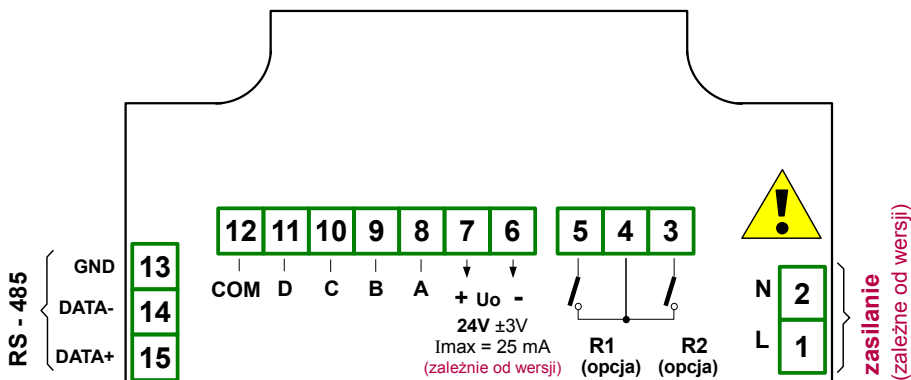 12 11 10 9 8 7 6 5 4 3
COM D C B A + Uo -
24V ±3V
Imax = 25 mA
(zależnie od wersji)
R1
(opcja)
R2
(opcja)
RS - 485
GND 13
DATA- 14
DATA+ 15
!
N 2
L 1
zasilanie
(zależne od wersji)